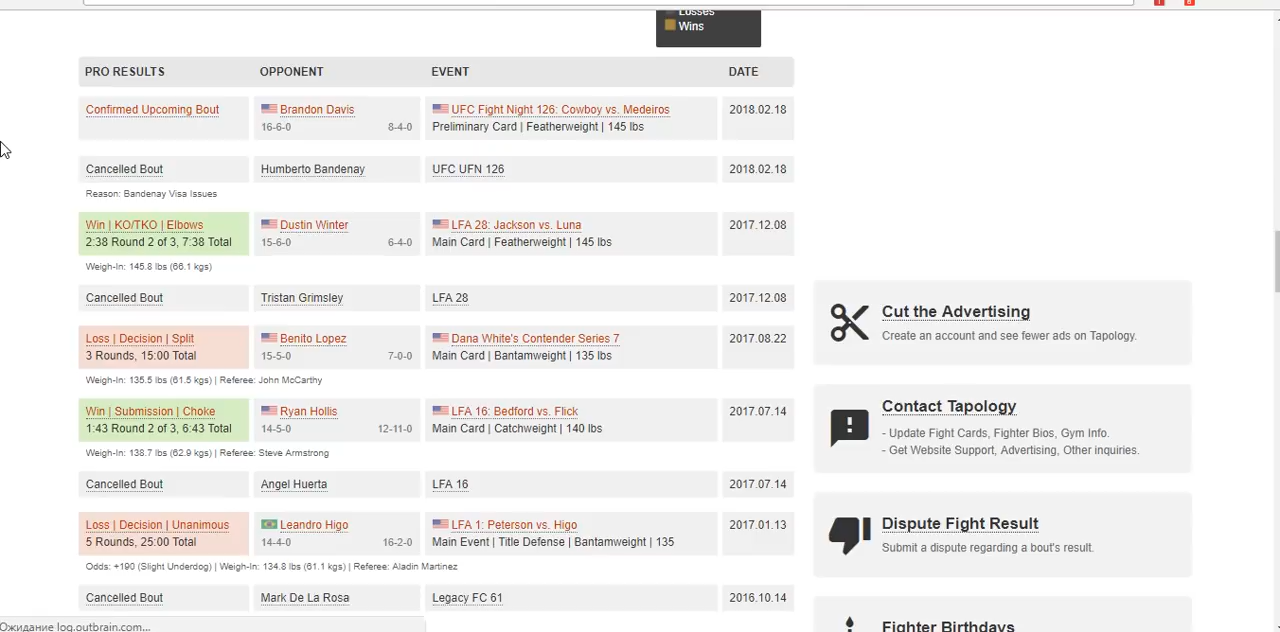 Losses
Wins
PRO RESULTS OPPONENT EVENT DATE
Confirmed Upcoming Bout Brandon Davis UFC Fight Night 126: Cowboy vs. Medeiros 2018.02.18
16-6-0 8-4-0 Preliminary Card | Featherweight | 145 lbs
Cancelled Bout Humberto Bandenay UFC UFN 126 2018.02.18
Reason: Bandenay Visa Issues
Win | KO/TKO | Elbows Dustin Winter LFA 28: Jackson vs. Luna 2017.12.08
2:38 Round 2 of 3, 7:38 Total 15-6-0 6-4-0 Main Card | Featherweight | 145 lbs
Weigh-In: 145.8 lbs (66.1 kgs)
Cancelled Bout Tristan Grimsley LFA 28 2017.12.08
Loss | Decision | Split Benito Lopez Dana White's Contender Series 7 2017.08.22
3 Rounds, 15:00 Total 15-5-0 7-0-0 Main Card | Bantamweight | 135 lbs
Weigh-In: 135.5 lbs (61.5 kgs) | Referee: John McCarthy
Win | Submission | Choke Ryan Hollis LFA 16: Bedford vs. Flick 2017.07.14
1:43 Round 2 of 3, 6:43 Total 14-5-0 12-11-0 Main Card | Catchweight | 140 lbs
Weigh-In: 138.7 lbs (62.9 kgs) | Referee: Steve Armstrong
Cancelled Bout Angel Huerta LFA 16 2017.07.14
Loss | Decision | Unanimous Leandro Higo LFA 1: Peterson vs. Higo 2017.01.13
5 Rounds, 25:00 Total 14-4-0 16-2-0 Main Event | Title Defense | Bantamweight | 135
Odds: +190 (Slight Underdog) | Weigh-In: 134.8 lbs (61.1 kgs) | Referee: Aladin Martinez
Cancelled Bout Mark De La Rosa Legacy FC 61 2016.10.14
Cut the Advertising
Create an account and see fewer ads on Tapology.
Contact Tapology
- Update Fight Cards, Fighter Bios, Gym Info.
- Get Website Support, Advertising, Other inquiries.
Dispute Fight Result
Submit a dispute regarding a bout's result.
Fighter Birthdays
Ожидание log.outbrain.com...